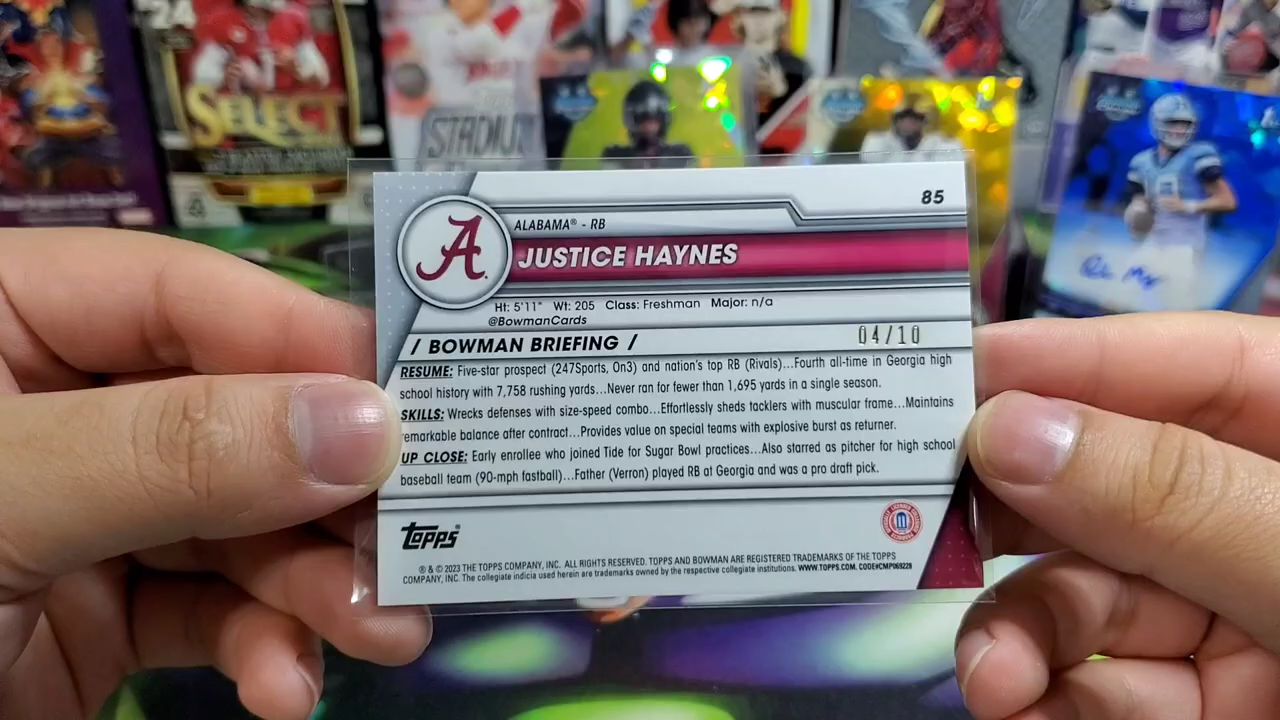 '24
SELECT
STADIUM
85
ALABAMA® - RB
JUSTICE HAYNES
Ht: 5'11" Wt: 205 Class: Freshman Major: n/a
@BowmanCards
/ BOWMAN BRIEFING /
04/10
RESUME: Five-star prospect (247Sports, On3) and nation's top RB (Rivals)...Fourth all-time in Georgia high
school history with 7,758 rushing yards...Never ran for fewer than 1,695 yards in a single season.
SKILLS: Wrecks defenses with size-speed combo...Effortlessly sheds tacklers with muscular frame...Maintains
remarkable balance after contract...Provides value on special teams with explosive burst as returner.
UP CLOSE: Early enrollee who joined Tide for Sugar Bowl practices...Also starred as pitcher for high school
baseball team (90-mph fastball)...Father (Verron) played RB at Georgia and was a pro draft pick.
Topps®
® & © 2023 THE TOPPS COMPANY, INC. ALL RIGHTS RESERVED. TOPPS AND BOWMAN ARE REGISTERED TRADEMARKS OF THE TOPPS
COMPANY, INC. The collegiate indicia used herein are trademarks owned by the respective collegiate institutions. WWW.TOPPS.COM. CODE#CMP069228